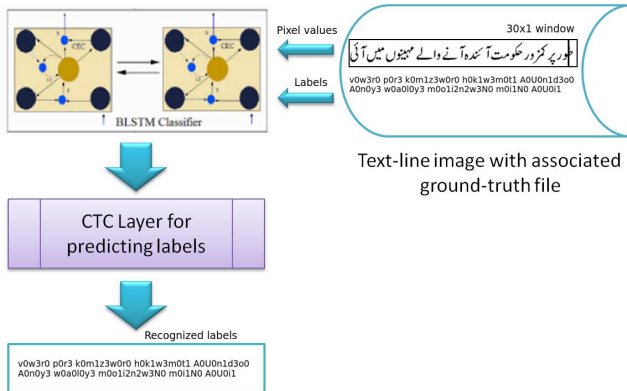 Pixel values
30x1 window
طور پر کمزور حکومت آئندہ آنے والے مہینوں میں آئی
Labels
v0w3r0 p0r3 k0m1z3w0r0 h0k1w3m0t1 A0U0n1d3o0
A0n0y3 w0a0l0y3 m0o1i2n2w3N0 m0i1N0 A0U0i1
CEC
CEC
BLSTM Classifier
Text-line image with associated
ground-truth file
CTC Layer for
predicting labels
Recognized labels
v0w3r0 p0r3 k0m1z3w0r0 h0k1w3m0t1 A0U0n1d3o0
A0n0y3 w0a0l0y3 m0o1i2n2w3N0 m0i1N0 A0U0i1